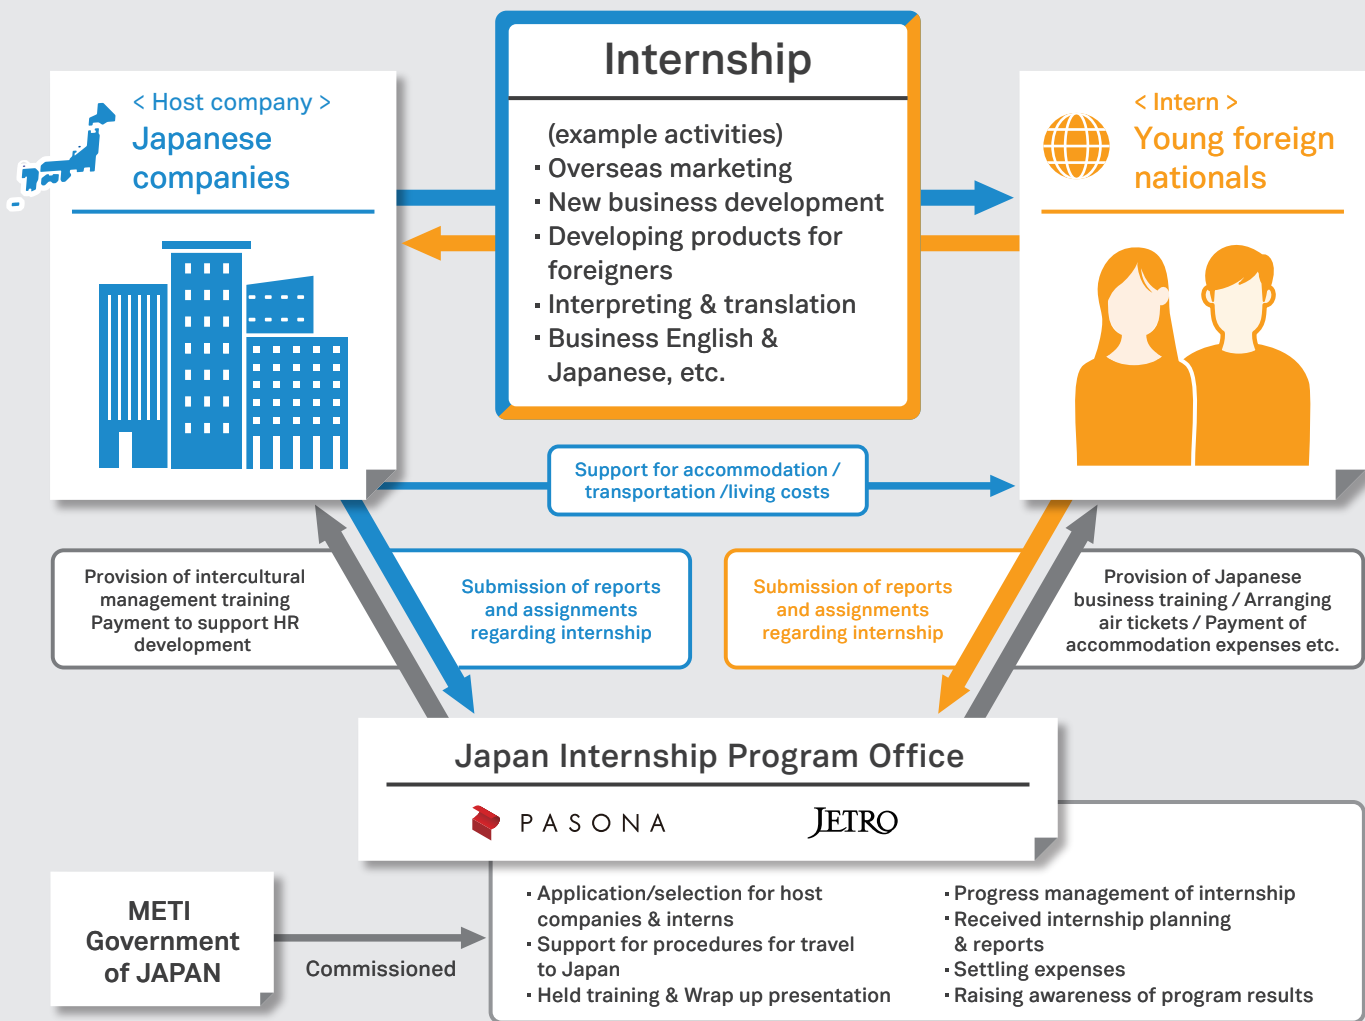 Internship
(example activities)
· Overseas marketing
· New business development
· Developing products for
foreigners
· Interpreting & translation
· Business English &
Japanese, etc.
< Host company >
Japanese
companies
< Intern >
Young foreign
nationals
Support for accommodation /
transportation /living costs
Provision of intercultural
management training
Payment to support HR
development
Submission of reports
and assignments
regarding internship
Submission of reports
and assignments
regarding internship
Provision of Japanese
business training / Arranging
air tickets / Payment of
accommodation expenses etc.
Japan Internship Program Office
PASONA
JETRO
METI
Government
of JAPAN
Commissioned
· Application/selection for host
companies & interns
· Support for procedures for travel
to Japan
· Held training & Wrap up presentation
· Progress management of internship
· Received internship planning
& reports
· Settling expenses
· Raising awareness of program results